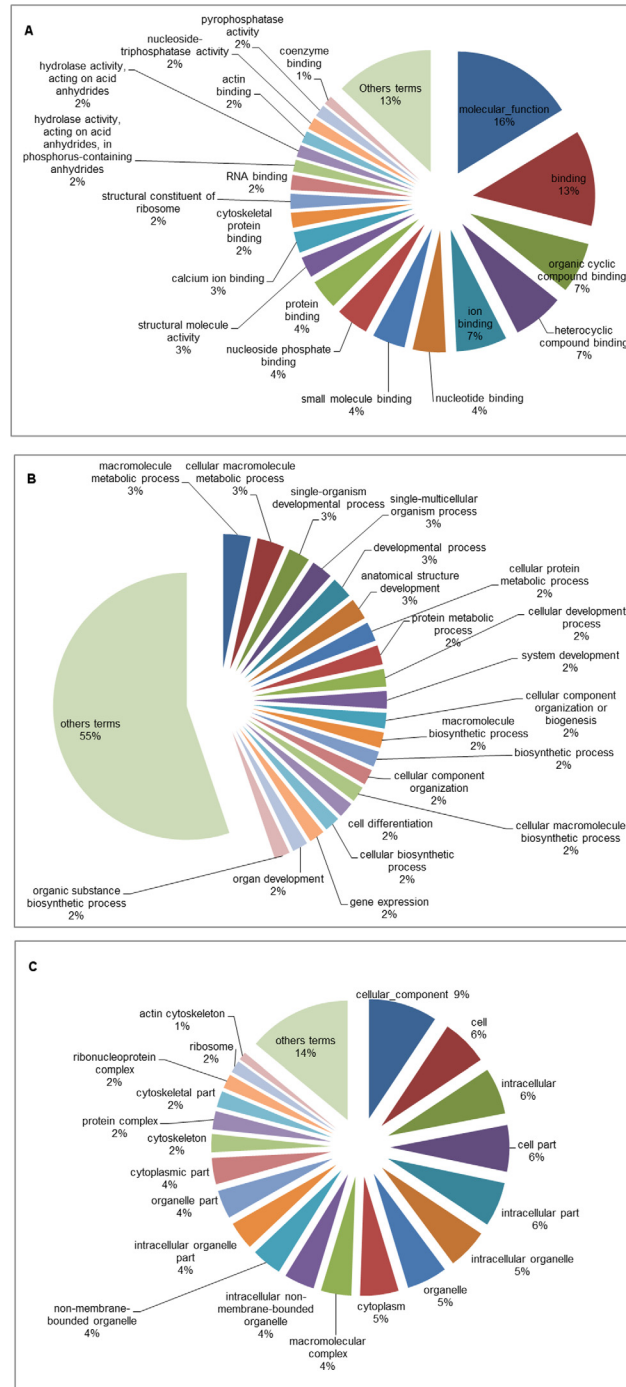 A
pyrophosphatase
activity
2%
nucleoside-
triphosphatase activity
2%
coenzyme
binding
1%
hydrolase activity,
acting on acid
anhydrides
2%
actin
binding
2%
hydrolase activity,
acting on acid
anhydrides, in
phosphorus-containing
anhydrides
2%
RNA binding
2%
structural constituent of
ribosome
2%
cytoskeletal
protein binding
2%
calcium ion binding
3%
structural molecule
activity
3%
protein
binding
4%
nucleoside phosphate
binding
4%
small molecule binding
4%
nucleotide binding
4%
ion
binding
7%
heterocyclic
compound binding
7%
organic cyclic
compound binding
7%
binding
13%
molecular_function
16%
Others terms
13%
B
macromolecule
metabolic process
3%
cellular macromolecule
metabolic process
3%
single-organism
developmental process
3%
single-multicellular
organism process
3%
developmental process
3%
anatomical structure
development
3%
cellular protein
metabolic process
2%
protein metabolic
process
2%
cellular development
process
2%
system development
2%
cellular component
organization or
biogenesis
2%
macromolecule
biosynthetic process
2%
biosynthetic process
2%
cellular component
organization
2%
cellular macromolecule
biosynthetic process
2%
cell differentiation
2%
cellular biosynthetic
process
2%
gene expression
2%
organ development
2%
organic substance
biosynthetic process
2%
others terms
55%
C
cellular_component 9%
cell
6%
intracellular
6%
cell part
6%
intracellular part
6%
intracellular organelle
5%
organelle
5%
cytoplasm
5%
macromolecular
complex
4%
intracellular non-
membrane-bounded
organelle
4%
non-membrane-
bounded organelle
4%
intracellular organelle
part
4%
organelle part
4%
cytoplasmic part
4%
cytoskeleton
2%
protein complex
2%
cytoskeletal part
2%
ribonucleoprotein
complex
2%
ribosome
2%
actin cytoskeleton
1%
others terms
14%